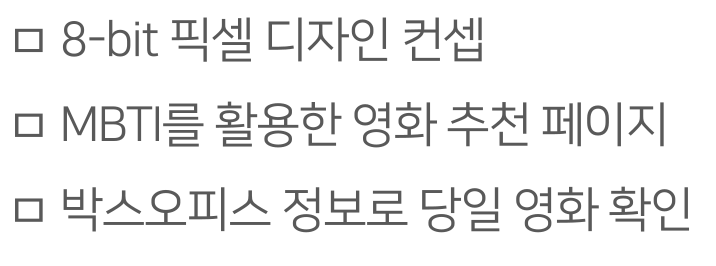 ㅁ 8-bit 픽셀 디자인 컨셉
ㅁ MBTI를 활용한 영화 추천 페이지
ㅁ 박스오피스 정보로 당일 영화 확인